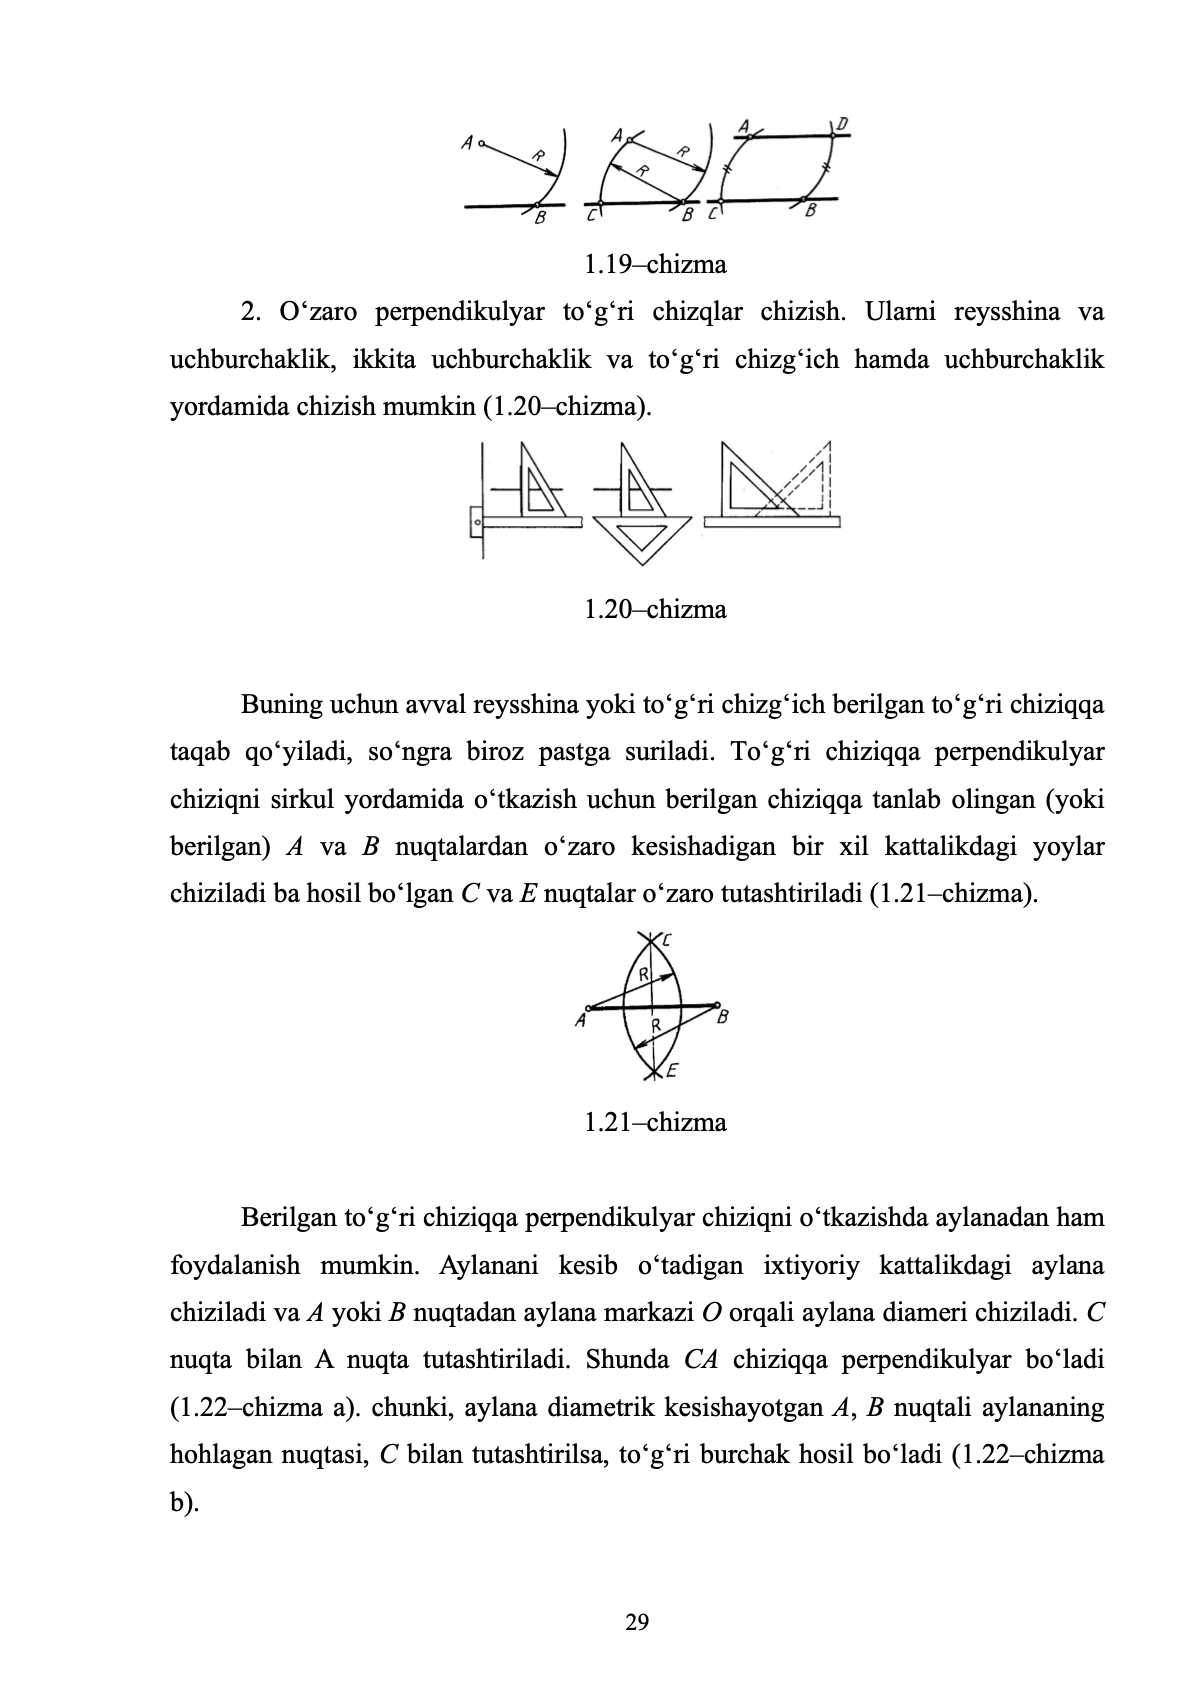 A R B
A R R C B
A D C B
1.19–chizma
2. O‘zaro perpendikulyar to‘g‘ri chizqlar chizish. Ularni reysshina va
uchburchaklik, ikkita uchburchaklik va to‘g‘ri chizg‘ich hamda uchburchaklik
yordamida chizish mumkin (1.20–chizma).
1.20–chizma
Buning uchun avval reysshina yoki to‘g‘ri chizg‘ich berilgan to‘g‘ri chiziqqa
taqab qo‘yiladi, so‘ngra biroz pastga suriladi. To‘g‘ri chiziqqa perpendikulyar
chiziqni sirkul yordamida o‘tkazish uchun berilgan chiziqqa tanlab olingan (yoki
berilgan) A va B nuqtalardan o‘zaro kesishadigan bir xil kattalikdagi yoylar
chiziladi ba hosil bo‘lgan C va E nuqtalar o‘zaro tutashtiriladi (1.21–chizma).
C
R
A B
R
E
1.21–chizma
Berilgan to‘g‘ri chiziqqa perpendikulyar chiziqni o‘tkazishda aylanadan ham
foydalanish mumkin. Aylanani kesib o‘tadigan ixtiyoriy kattalikdagi aylana
chiziladi va A yoki B nuqtadan aylana markazi O orqali aylana diameri chiziladi. C
nuqta bilan A nuqta tutashtiriladi. Shunda CA chiziqqa perpendikulyar bo‘ladi
(1.22–chizma a). chunki, aylana diametrik kesishayotgan A, B nuqtali aylananing
hohlagan nuqtasi, C bilan tutashtirilsa, to‘g‘ri burchak hosil bo‘ladi (1.22–chizma
b).
29